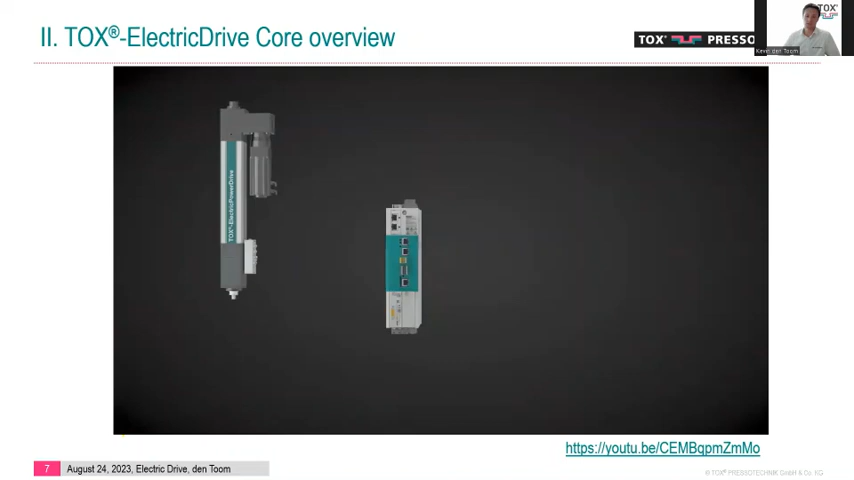 II. TOX®-ElectricDrive Core overview
TOX® PRESSO
TOX®
Kevin den Toom
TOX®-ElectricPowerDrive
https://youtu.be/CEMBqpmZmMo
7 August 24, 2023, Electric Drive, den Toom
© TOX® PRESSOTECHNIK GmbH & Co. KG